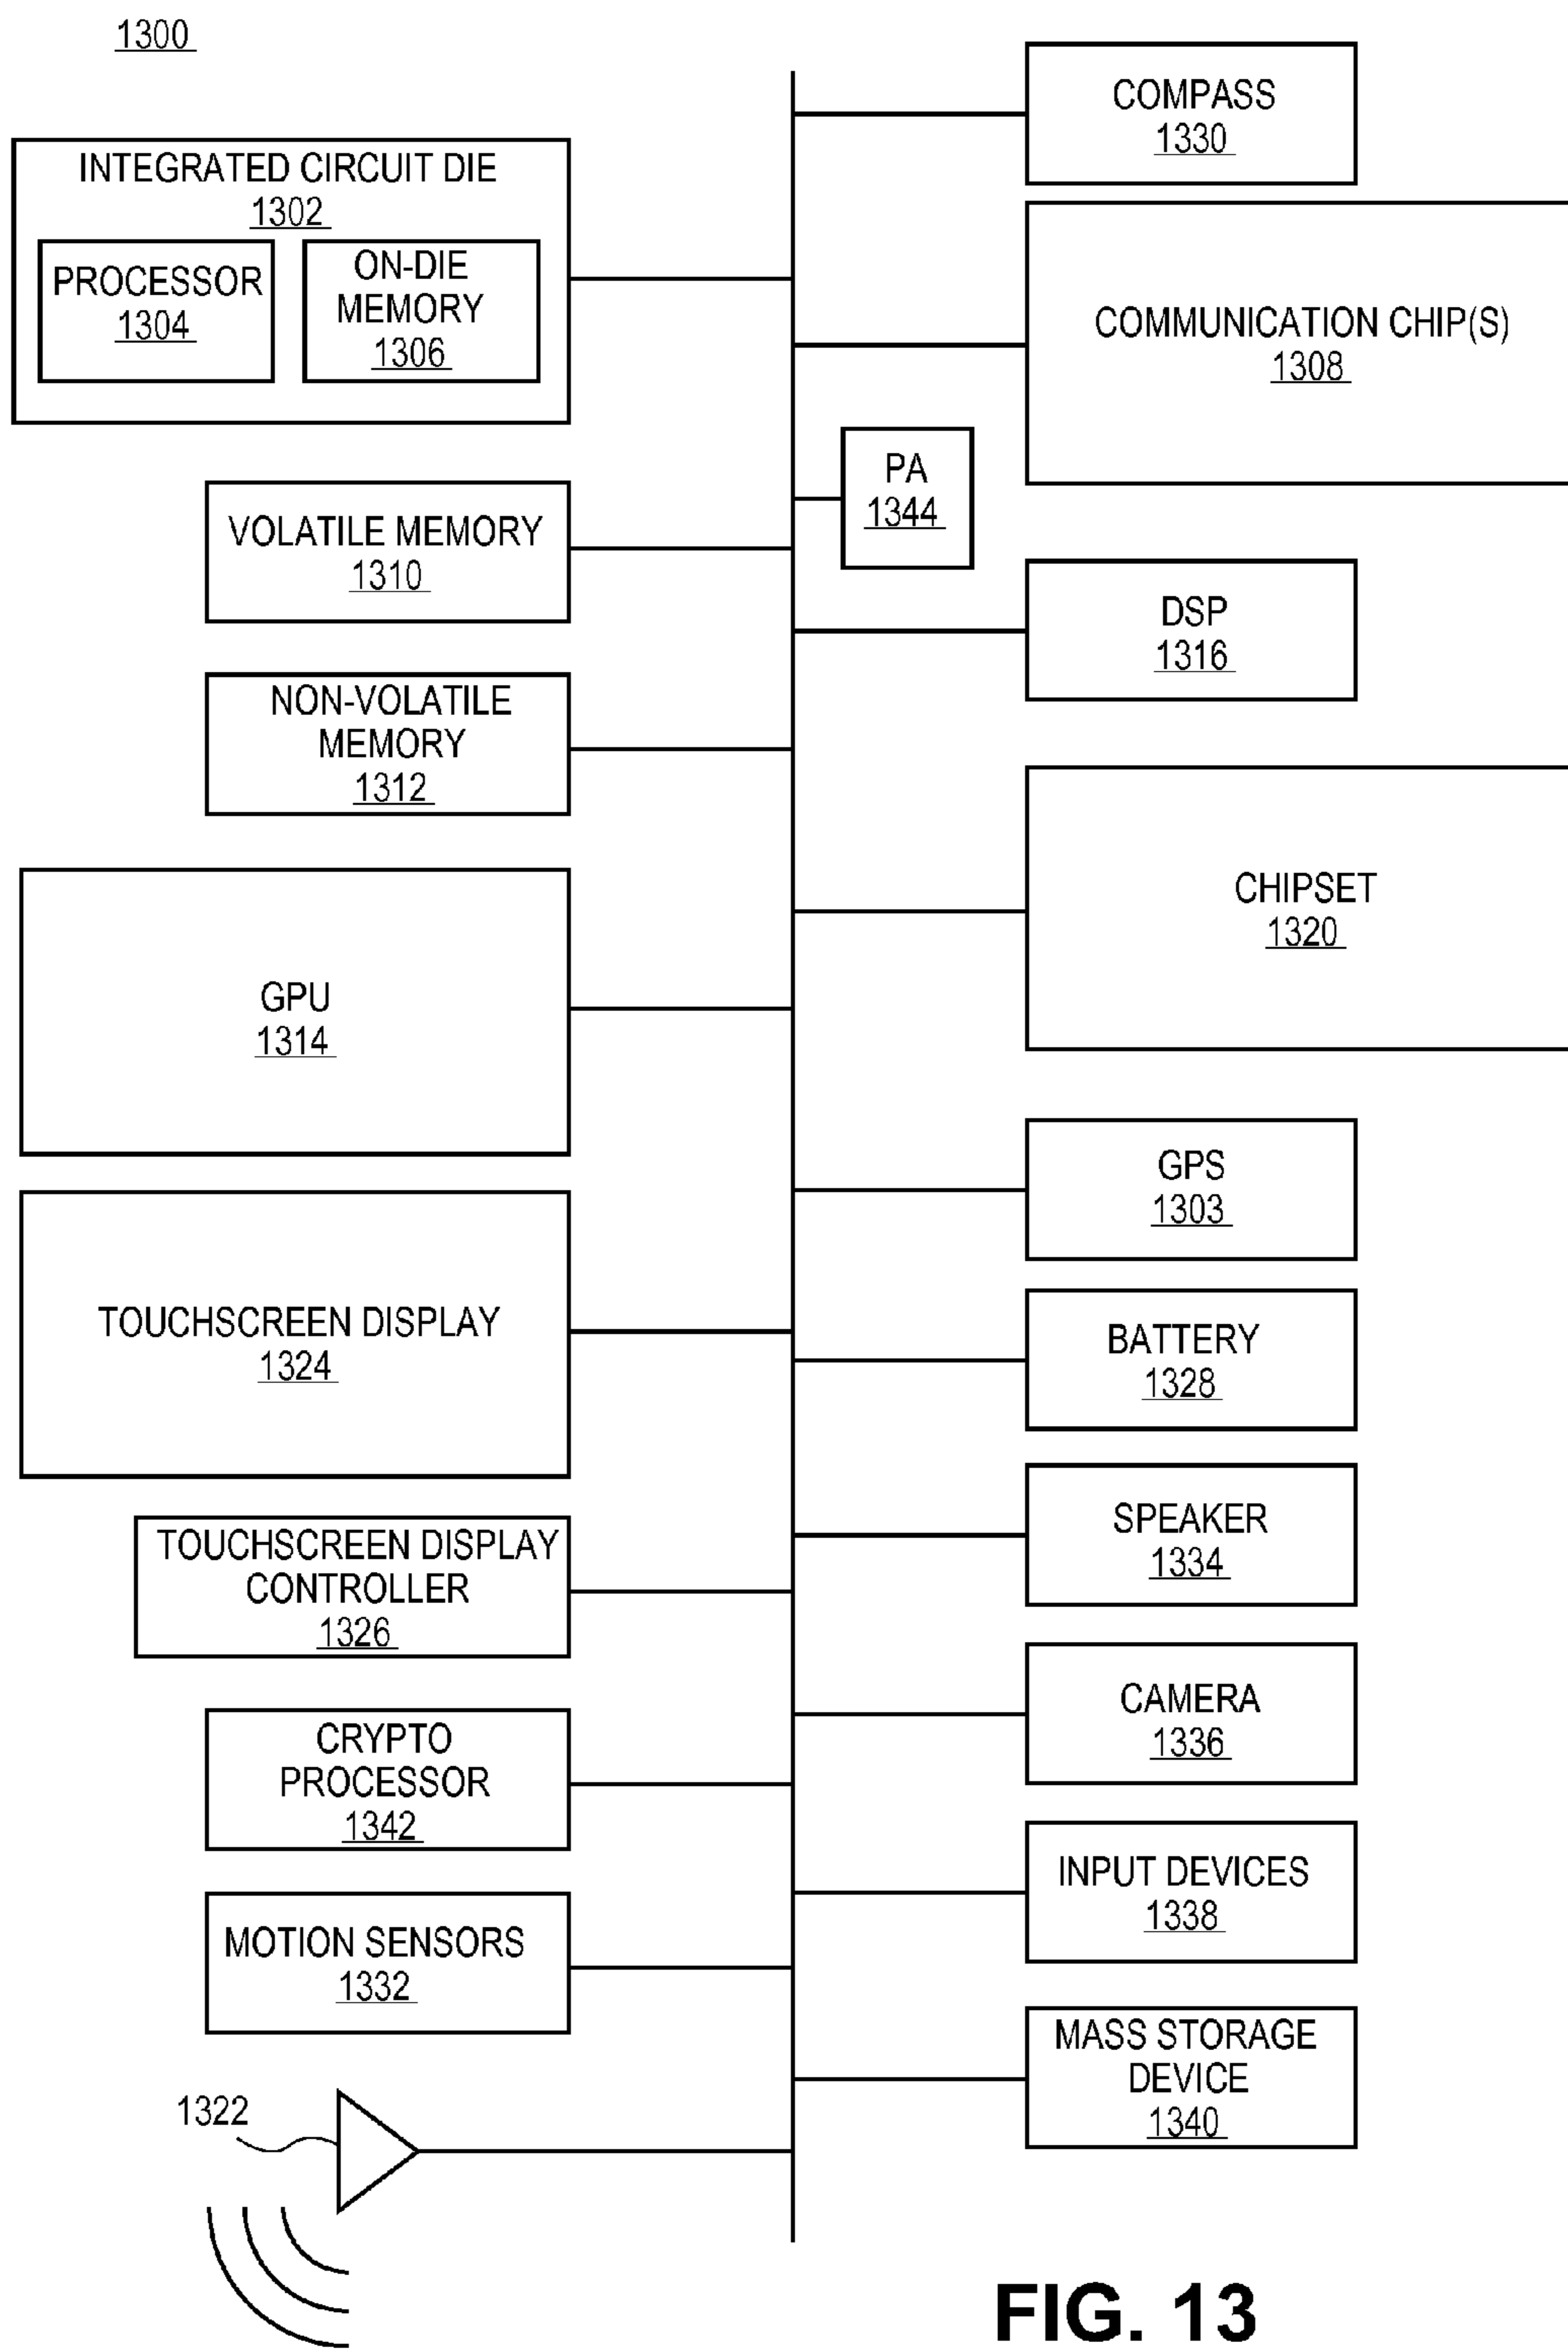 1300
INTEGRATED CIRCUIT DIE
1302
PROCESSOR
1304
ON-DIE
MEMORY
1306
VOLATILE MEMORY
1310
NON-VOLATILE
MEMORY
1312
GPU
1314
TOUCHSCREEN DISPLAY
1324
TOUCHSCREEN DISPLAY
CONTROLLER
1326
CRYPTO
PROCESSOR
1342
MOTION SENSORS
1332
1322
COMPASS
1330
COMMUNICATION CHIP(S)
1308
PA
1344
DSP
1316
CHIPSET
1320
GPS
1303
BATTERY
1328
SPEAKER
1334
CAMERA
1336
INPUT DEVICES
1338
MASS STORAGE
DEVICE
1340
FIG. 13